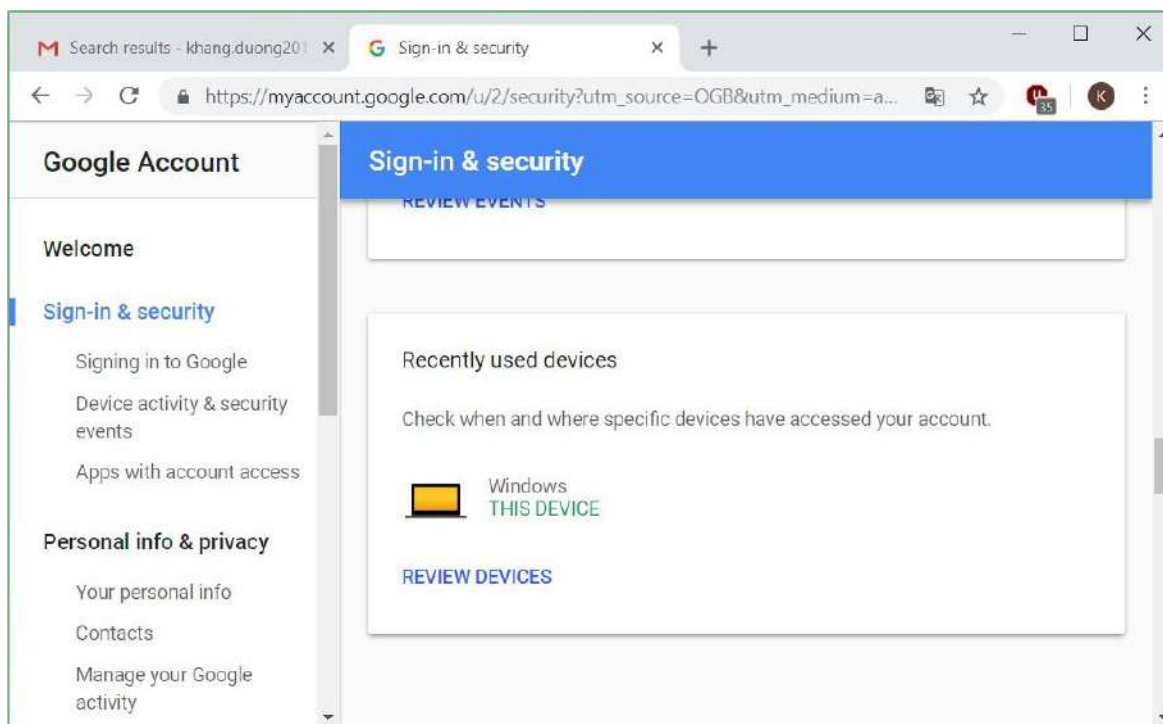 Search results - khang.duong201
Sign-in & security
https://myaccount.google.com/u/2/security?utm_source=OGB&utm_medium=a...
35
K
Google Account
Sign-in & security
REVIEW EVENTS
Welcome
Sign-in & security
Signing in to Google
Device activity & security
events
Apps with account access
Personal info & privacy
Your personal info
Contacts
Manage your Google
activity
Recently used devices
Check when and where specific devices have accessed your account.
Windows
THIS DEVICE
REVIEW DEVICES